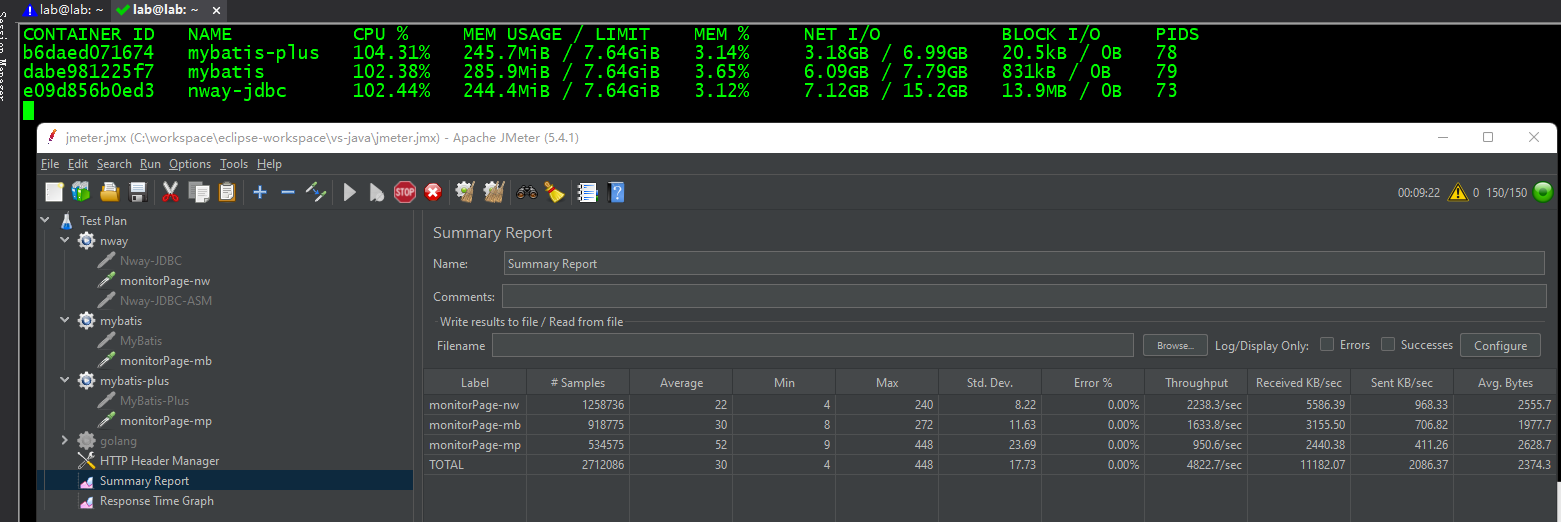 lab@lab: ~ lab@lab: ~ ×
Session Manager
CONTAINER ID NAME CPU % MEM USAGE / LIMIT MEM % NET I/O BLOCK I/O PIDS
b6daed071674 mybatis-plus 104.31% 245.7MiB / 7.64GiB 3.14% 3.18GB / 6.99GB 20.5kB / 0B 78
dabe981225f7 mybatis 102.38% 285.9MiB / 7.64GiB 3.65% 6.09GB / 7.79GB 831kB / 0B 79
e09d856b0ed3 nway-jdbc 102.44% 244.4MiB / 7.64GiB 3.12% 7.12GB / 15.2GB 13.9MB / 0B 73
jmeter.jmx (C:\workspace\eclipse-workspace\vs-java\jmeter.jmx) - Apache JMeter (5.4.1)
File Edit Search Run Options Tools Help
STOP 00:09:22 0 150/150
Test Plan
nway
Nway-JDBC
monitorPage-nw
Nway-JDBC-ASM
mybatis
MyBatis
monitorPage-mb
mybatis-plus
MyBatis-Plus
monitorPage-mp
golang
HTTP Header Manager
Summary Report
Response Time Graph
Summary Report
Name: Summary Report
Comments:
Write results to file / Read from file
Filename Browse... Log/Display Only: Errors Successes Configure
Label # Samples Average Min Max Std. Dev. Error % Throughput Received KB/sec Sent KB/sec Avg. Bytes
monitorPage-nw 1258736 22 4 240 8.22 0.00% 2238.3/sec 5586.39 968.33 2555.7
monitorPage-mb 918775 30 8 272 11.63 0.00% 1633.8/sec 3155.50 706.82 1977.7
monitorPage-mp 534575 52 9 448 23.69 0.00% 950.6/sec 2440.38 411.26 2628.7
TOTAL 2712086 30 4 448 17.73 0.00% 4822.7/sec 11182.07 2086.37 2374.3